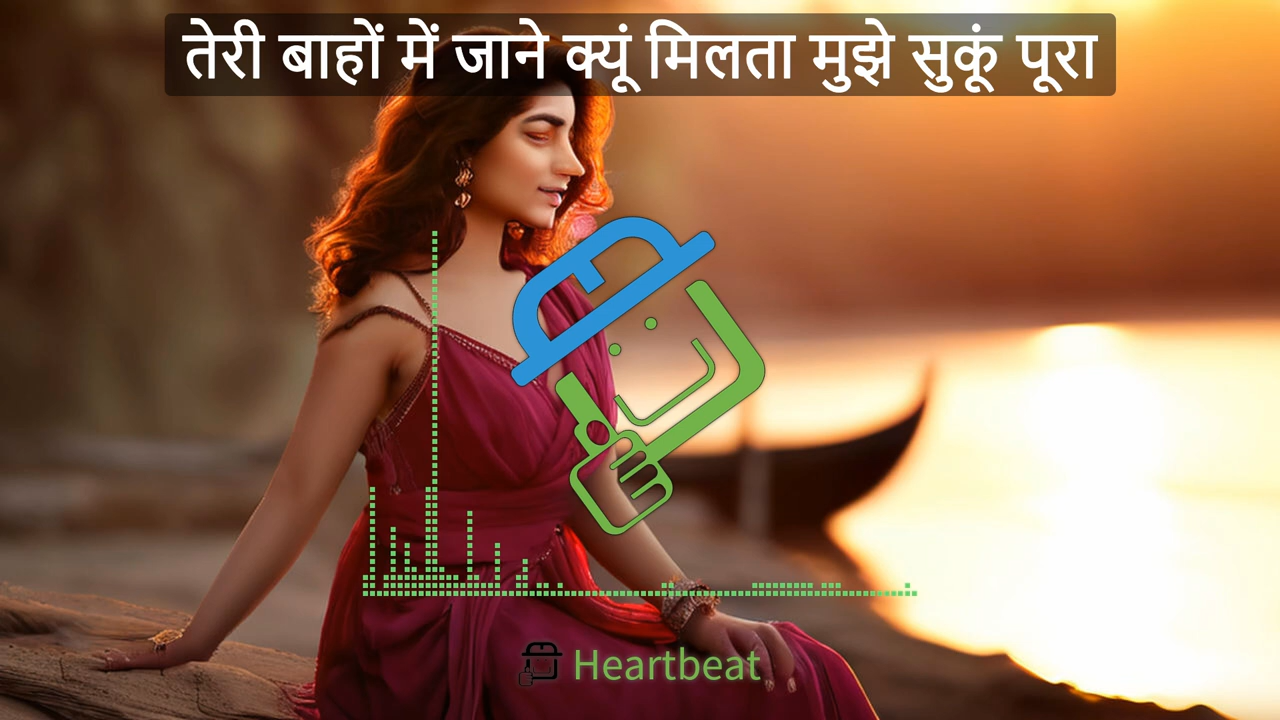 तेरी बाहों में जाने क्यूं मिलता मुझे सुकूं पूरा
Heartbeat